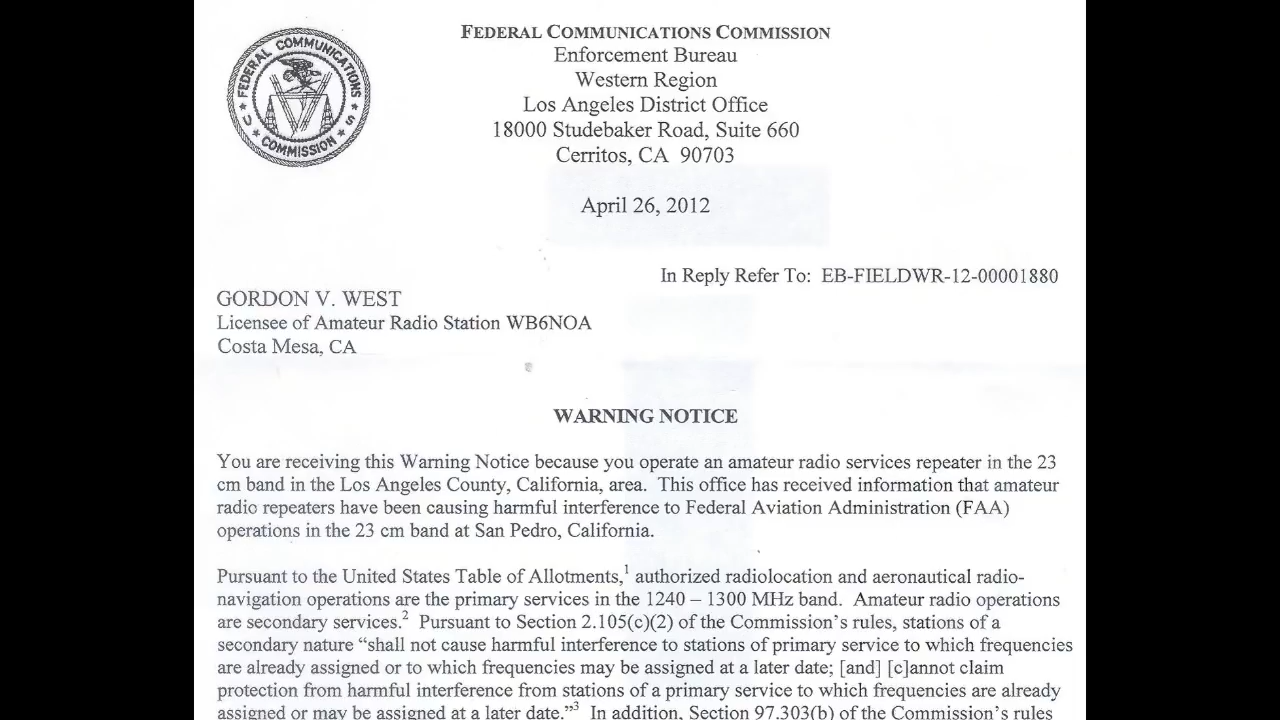 FEDERAL COMMUNICATIONS COMMISSION
Enforcement Bureau
Western Region
Los Angeles District Office
18000 Studebaker Road, Suite 660
Cerritos, CA 90703
FEDERAL COMMUNICATIONS COMMISSION
U S
April 26, 2012
In Reply Refer To: EB-FIELDWR-12-00001880
GORDON V. WEST
Licensee of Amateur Radio Station WB6NOA
Costa Mesa, CA
WARNING NOTICE
You are receiving this Warning Notice because you operate an amateur radio services repeater in the 23
cm band in the Los Angeles County, California, area. This office has received information that amateur
radio repeaters have been causing harmful interference to Federal Aviation Administration (FAA)
operations in the 23 cm band at San Pedro, California.
Pursuant to the United States Table of Allotments,1 authorized radiolocation and aeronautical radio-
navigation operations are the primary services in the 1240 – 1300 MHz band. Amateur radio operations
are secondary services.2 Pursuant to Section 2.105(c)(2) of the Commission's rules, stations of a
secondary nature “shall not cause harmful interference to stations of primary service to which frequencies
are already assigned or to which frequencies may be assigned at a later date; [and] [c]annot claim
protection from harmful interference from stations of a primary service to which frequencies are already
assigned or may be assigned at a later date.”3 In addition, Section 97.303(b) of the Commission's rules